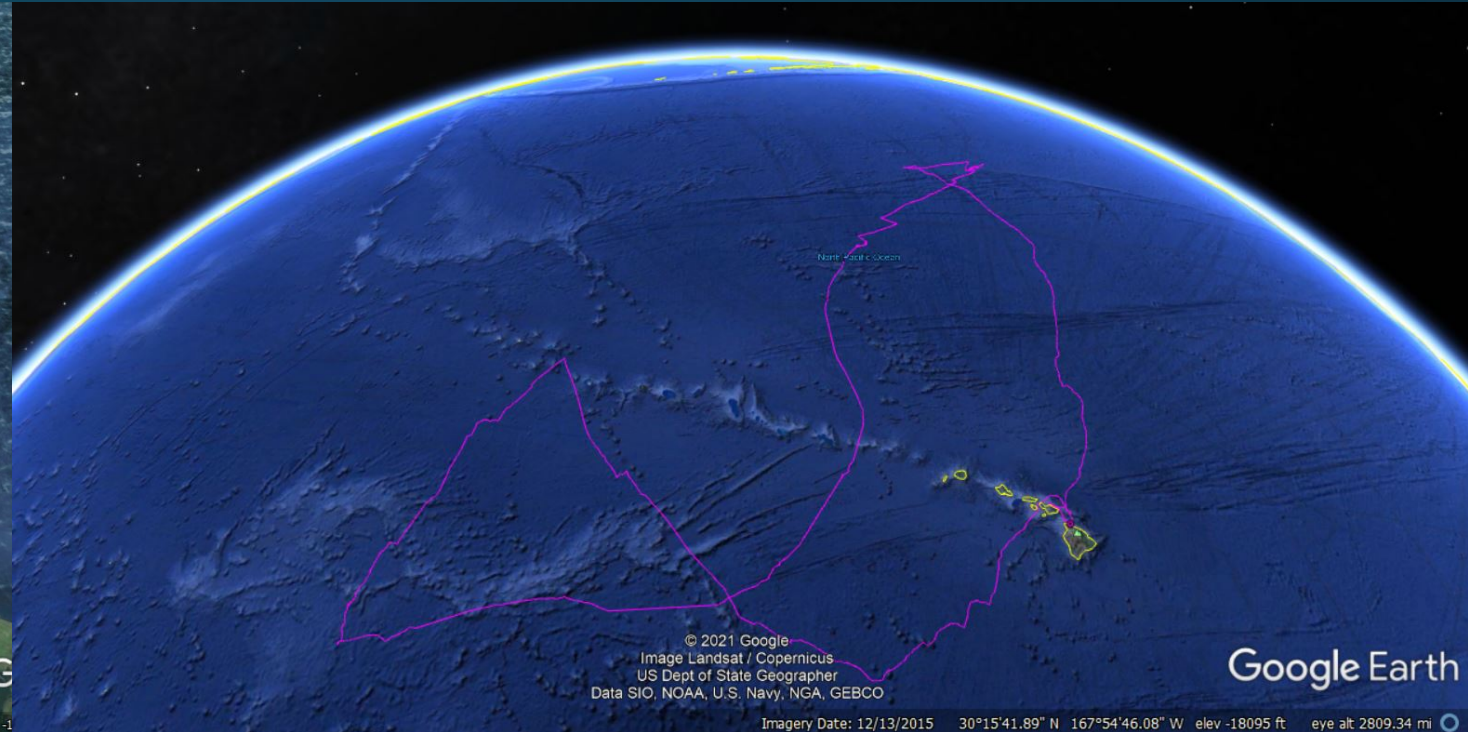 North Pacific Ocean
© 2021 Google
Image Landsat / Copernicus
US Dept of State Geographer
Data SIO, NOAA, U.S. Navy, NGA, GEBCO
Google Earth
G
-1
Imagery Date: 12/13/2015 30°15'41.89" N 167°54'46.08" W elev -18095 ft eye alt 2809.34 mi